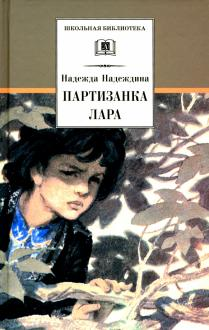 ШКОЛЬНАЯ БИБЛИОТЕКА
Надежда Надеждина
ПАРТИЗАНКА
ЛАРА